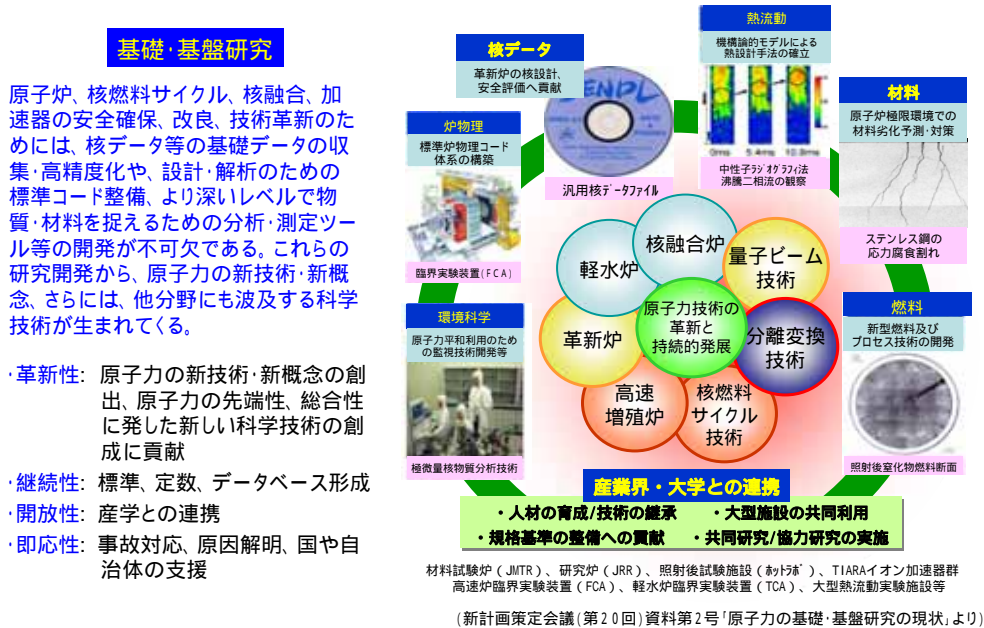 基礎･基盤研究
原子炉、核燃料サイクル、核融合、加
速器の安全確保、改良、技術革新のた
めには、核データ等の基礎データの収
集･高精度化や、設計･解析のための
標準コード整備、より深いレベルで物
質･材料を捉えるための分析･測定ツー
ル等の開発が不可欠である。これらの
研究開発から、原子力の新技術･新概
念、さらには、他分野にも波及する科学
技術が生まれてくる。
･革新性: 原子力の新技術･新概念の創
出、原子力の先端性、総合性
に発した新しい科学技術の創
成に貢献
･継続性: 標準、定数、データベース形成
･開放性: 産学との連携
･即応性: 事故対応、原因解明、国や自
治体の支援
核データ
革新炉の核設計、
安全評価へ貢献
汎用核ﾃﾞｰﾀﾌｧｲﾙ
熱流動
機構論的モデルによる
熱設計手法の確立
0ms 5.4ms 10.8ms
中性子ﾗｼﾞｵｸﾞﾗﾌｨ法
沸騰二相流の観察
材料
原子炉極限環境での
材料劣化予測･対策
ステンレス鋼の
応力腐食割れ
炉物理
標準炉物理コード
体系の構築
臨界実験装置(FCA)
環境科学
原子力平和利用のため
の監視技術開発等
極微量核物質分析技術
燃料
新型燃料及び
プロセス技術の開発
照射後窒化物燃料断面
核融合炉
軽水炉
量子ビーム
技術
革新炉
原子力技術の
革新と
持続的発展
分離変換
技術
高速
増殖炉
核燃料
サイクル
技術
産業界・大学との連携
・人材の育成/技術の継承 ・大型施設の共同利用
・規格基準の整備への貢献 ・共同研究/協力研究の実施
材料試験炉(JMTR)、研究炉(JRR)、照射後試験施設(ﾎｯﾄﾗﾎﾞ)、TIARAイオン加速器群
高速炉臨界実験装置(FCA)、軽水炉臨界実験装置(TCA)、大型熱流動実験施設等
(新計画策定会議(第20回)資料第2号｢原子力の基礎･基盤研究の現状｣より)